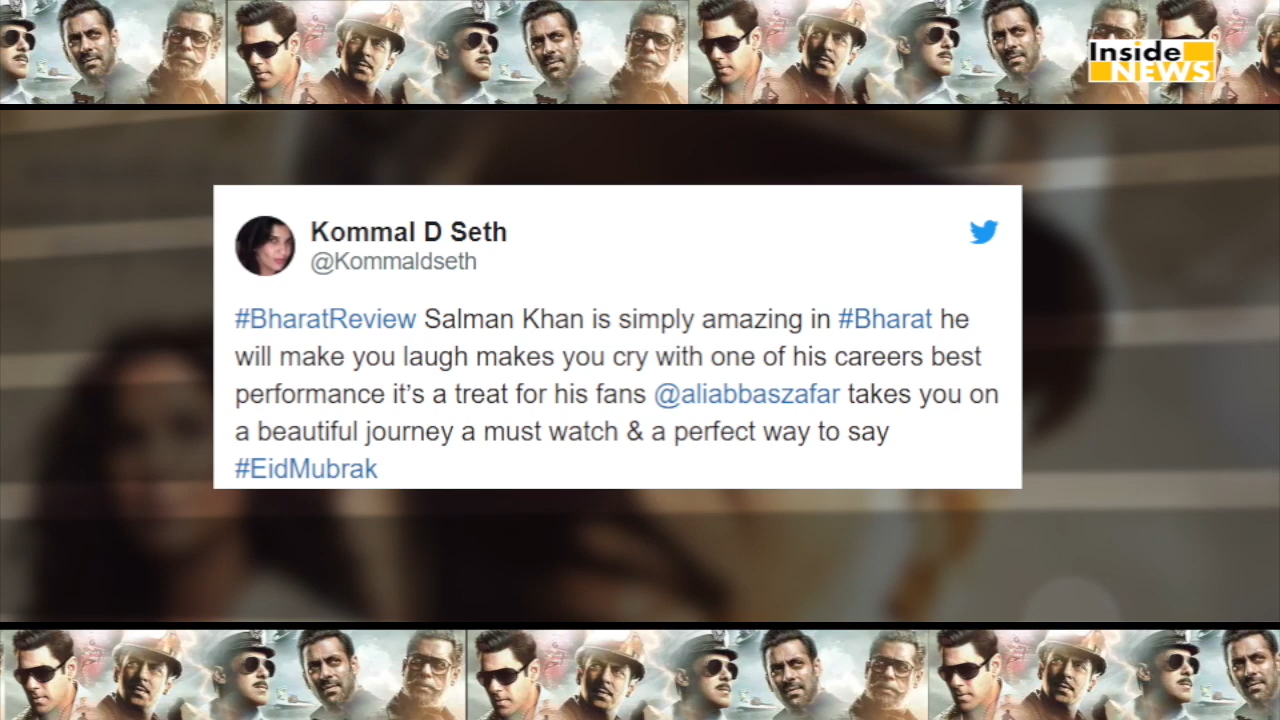 Inside
NEWS
Kommal D Seth
@Kommaldseth
#BharatReview Salman Khan is simply amazing in #Bharat he
will make you laugh makes you cry with one of his careers best
performance it's a treat for his fans @aliabbaszafar takes you on
a beautiful journey a must watch & a perfect way to say
#EidMubrak